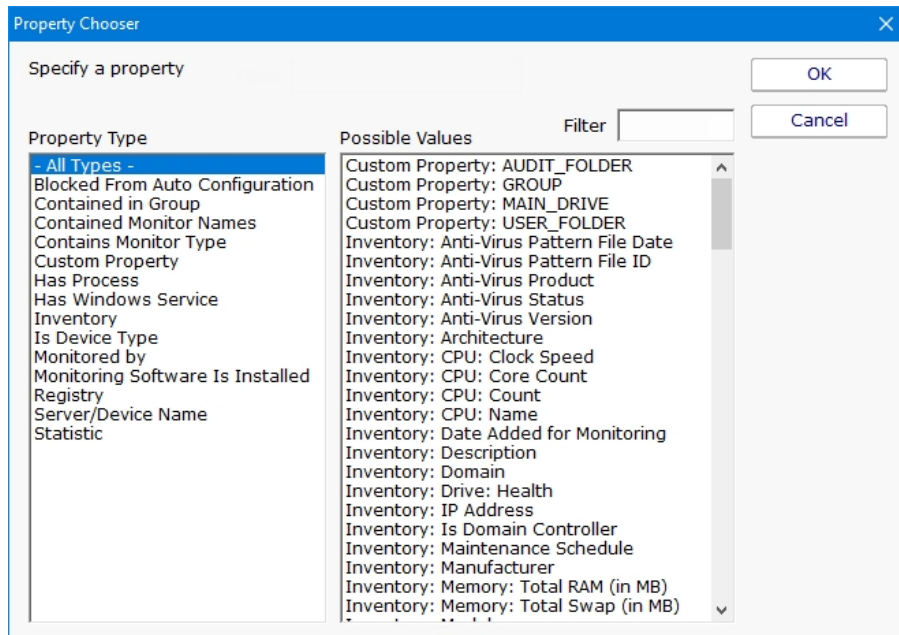 Property Chooser
Specify a property
OK
Cancel
Filter
Property Type
- All Types -
Blocked From Auto Configuration
Contained in Group
Contained Monitor Names
Contains Monitor Type
Custom Property
Has Process
Has Windows Service
Inventory
Is Device Type
Monitored by
Monitoring Software Is Installed
Registry
Server/Device Name
Statistic
Possible Values
Custom Property: AUDIT_FOLDER
Custom Property: GROUP
Custom Property: MAIN_DRIVE
Custom Property: USER_FOLDER
Inventory: Anti-Virus Pattern File Date
Inventory: Anti-Virus Pattern File ID
Inventory: Anti-Virus Product
Inventory: Anti-Virus Status
Inventory: Anti-Virus Version
Inventory: Architecture
Inventory: CPU: Clock Speed
Inventory: CPU: Core Count
Inventory: CPU: Count
Inventory: CPU: Name
Inventory: Date Added for Monitoring
Inventory: Description
Inventory: Domain
Inventory: Drive: Health
Inventory: IP Address
Inventory: Is Domain Controller
Inventory: Maintenance Schedule
Inventory: Manufacturer
Inventory: Memory: Total RAM (in MB)
Inventory: Memory: Total Swap (in MB)